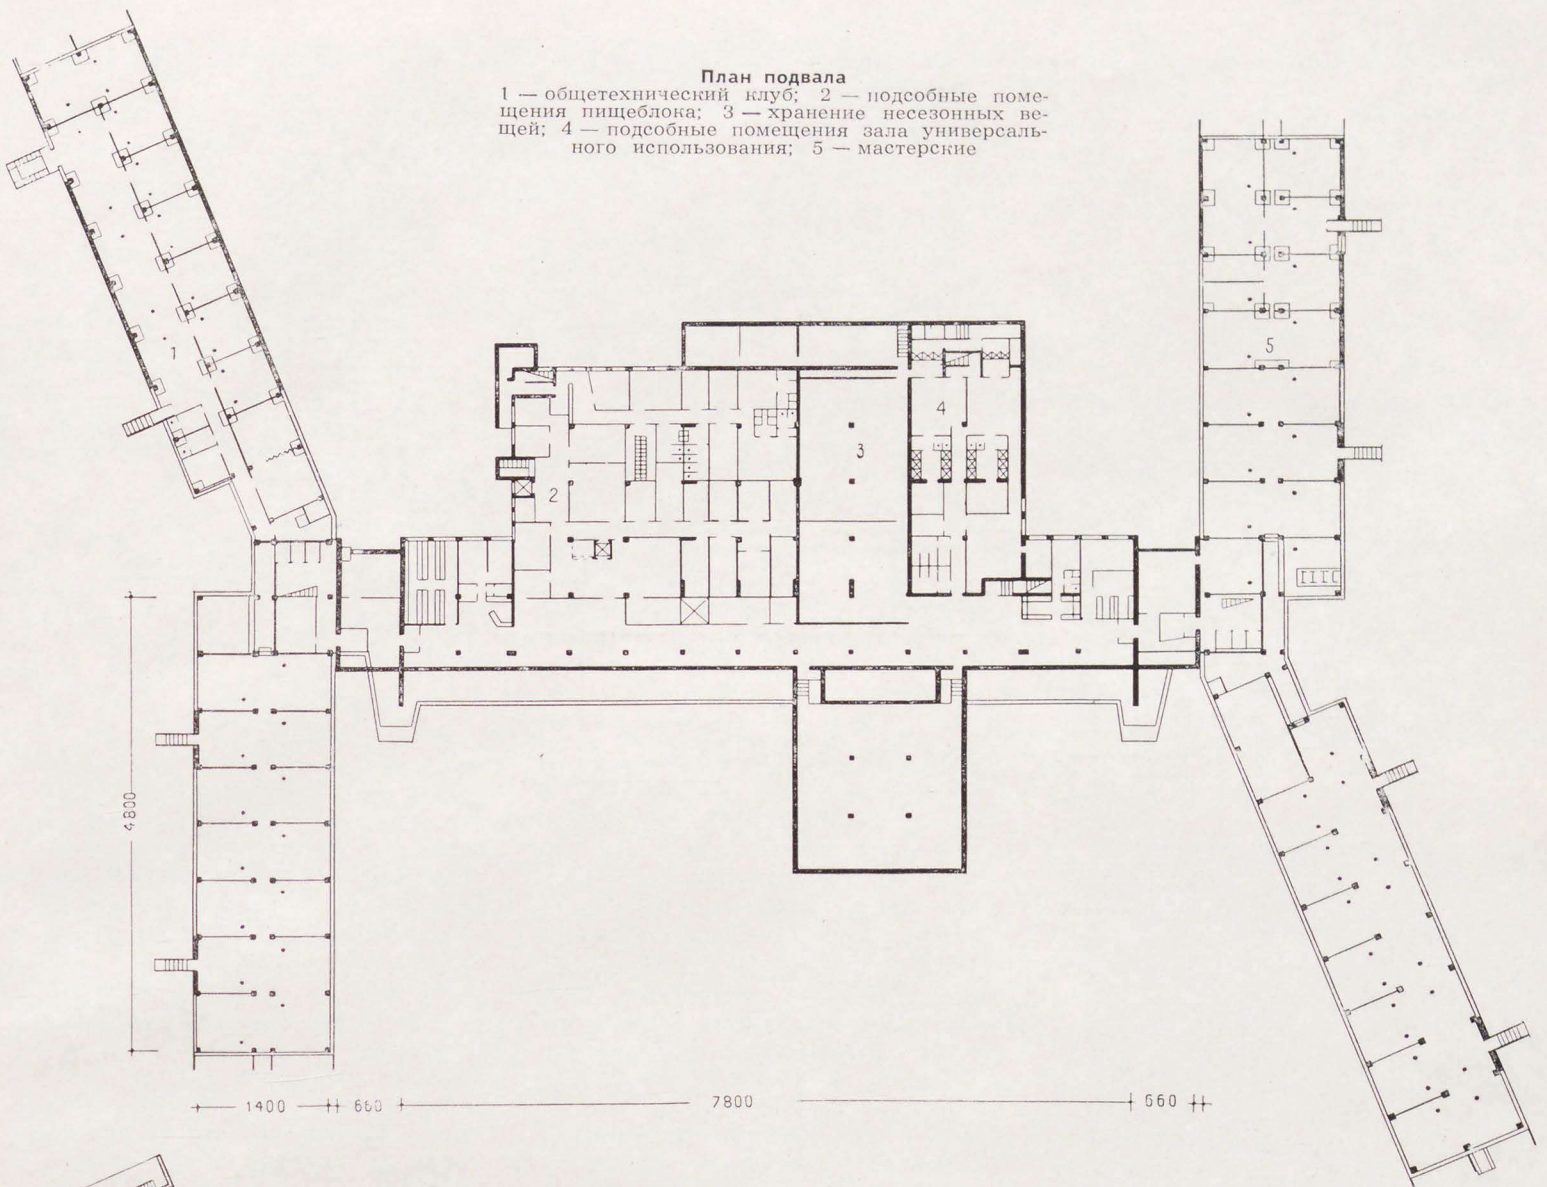 План подвала
1 — общетехнический клуб; 2 — подсобные поме-
щения пищеблока; 3 — хранение несезонных ве-
щей; 4 — подсобные помещения зала универсаль-
ного использования; 5 — мастерские
1
5
4
3
2
4800
1400 660 7800 660